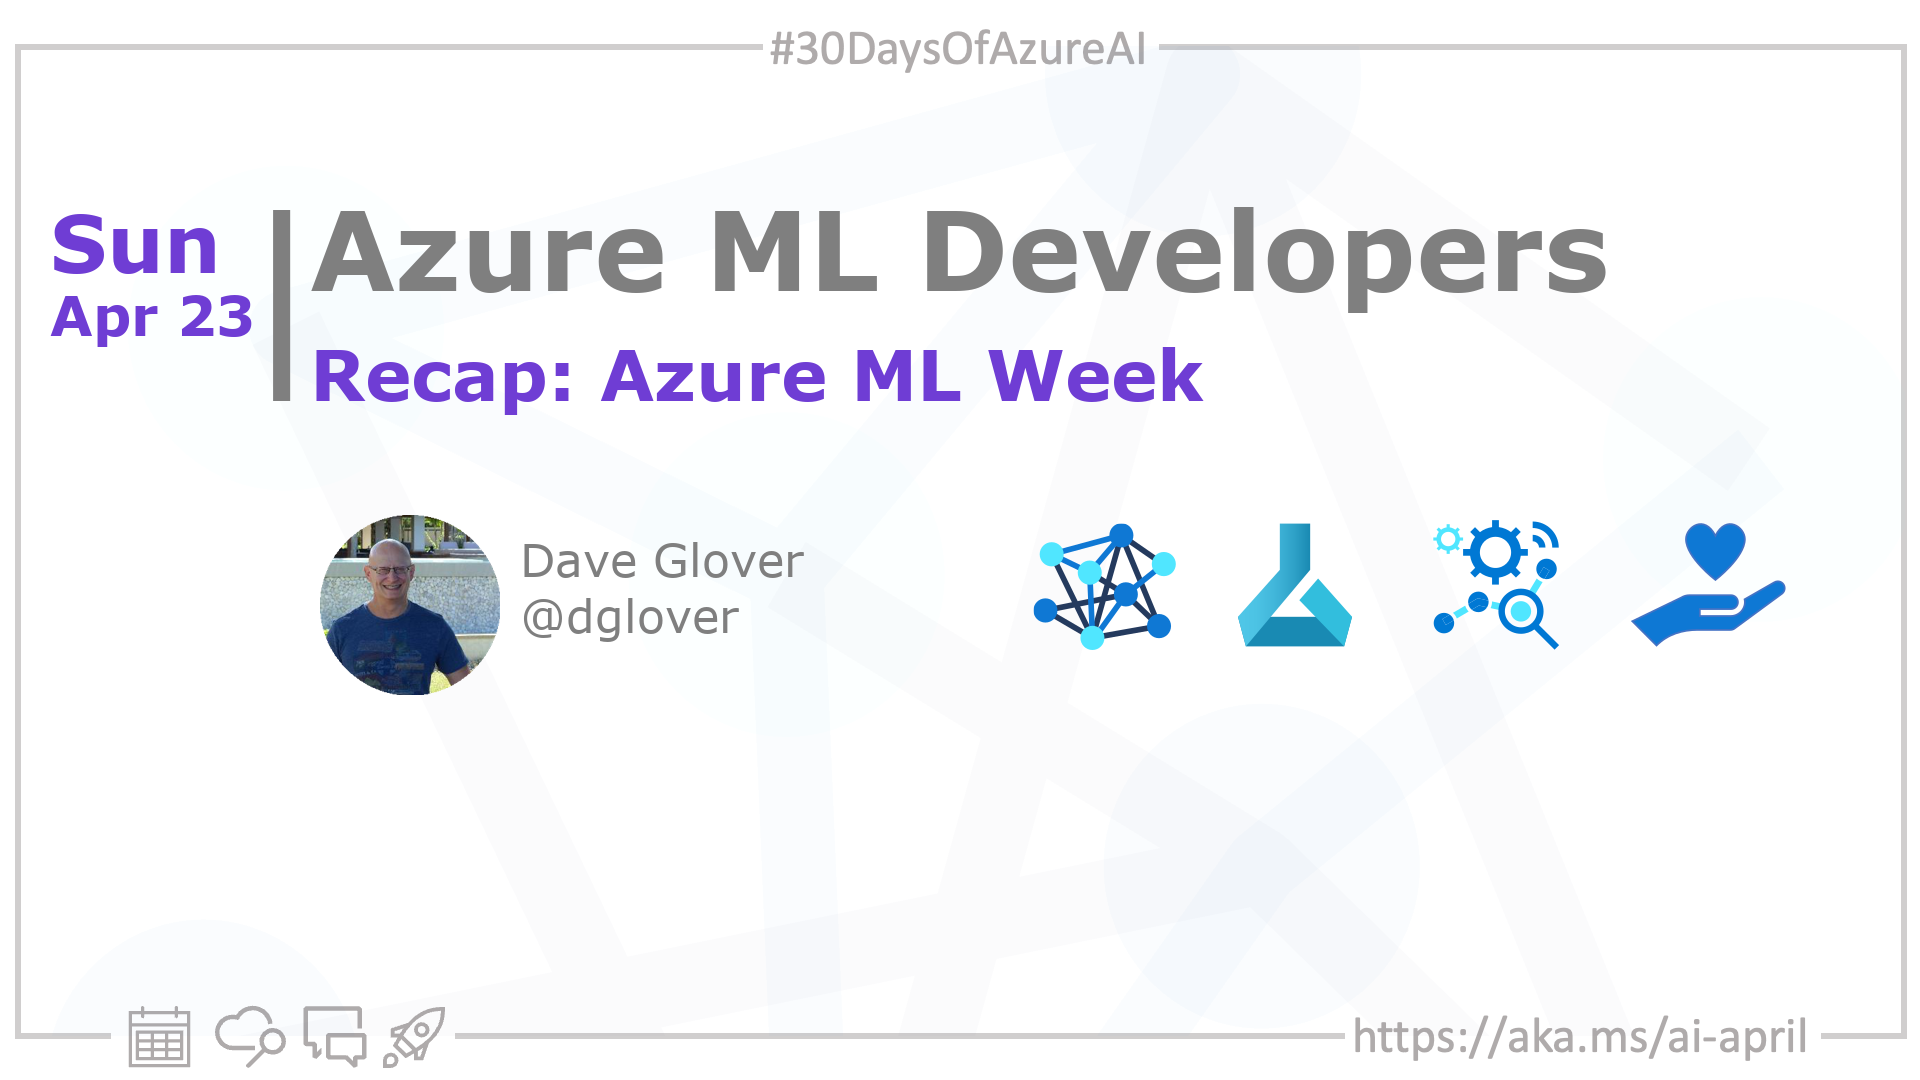 #30DaysOfAzureAI
Sun
Apr 23
Azure ML Developers
Recap: Azure ML Week
Dave Glover
@dglover
https://aka.ms/ai-april